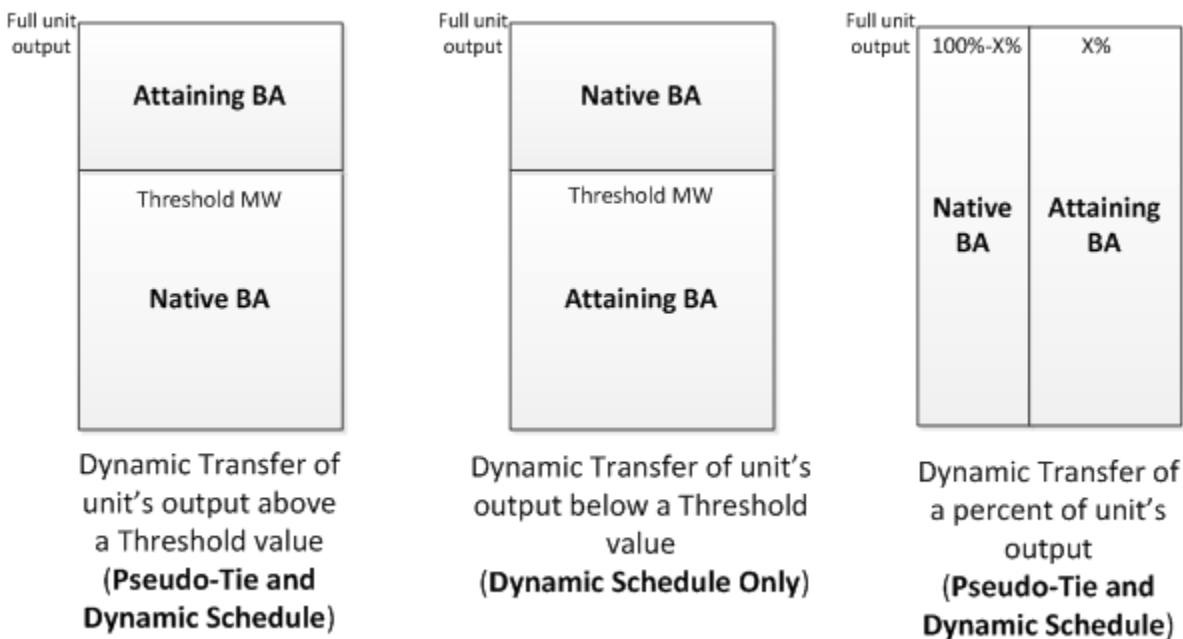 Full unit
output
Attaining BA
Threshold MW
Native BA
Dynamic Transfer of
unit's output above
a Threshold value
(Pseudo-Tie and
Dynamic Schedule)
Full unit
output
Native BA
Threshold MW
Attaining BA
Dynamic Transfer of unit's
output below a Threshold
value
(Dynamic Schedule Only)
Full unit
output
100%-X%
X%
Native
BA
Attaining
BA
Dynamic Transfer of
a percent of unit's
output
(Pseudo-Tie and
Dynamic Schedule)